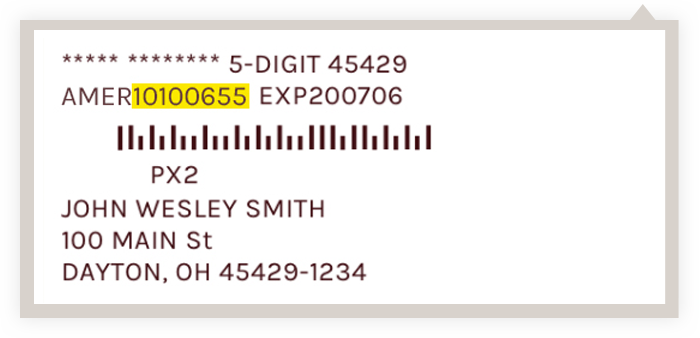 ***** ******** 5-DIGIT 45429
AMER10100655 EXP200706
PX2
JOHN WESLEY SMITH
100 MAIN St
DAYTON, OH 45429-1234